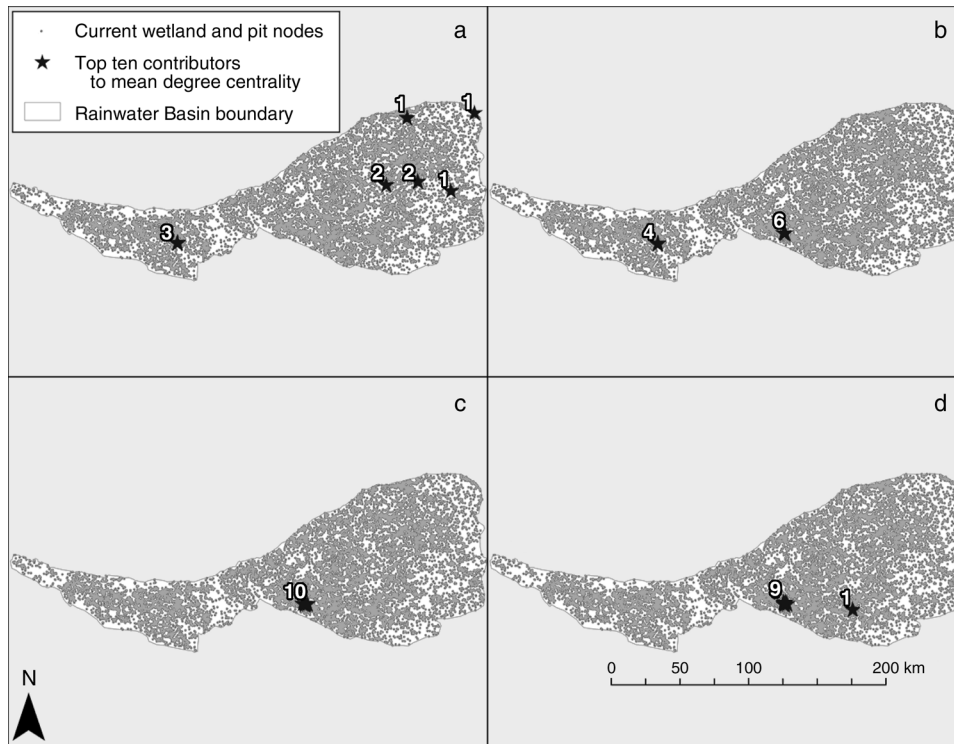 Current wetland and pit nodes
Top ten contributors
to mean degree centrality
Rainwater Basin boundary
a
1
1
2
2
1
3
b
4
6
c
10
N
d
9
1
0 50 100 200 km